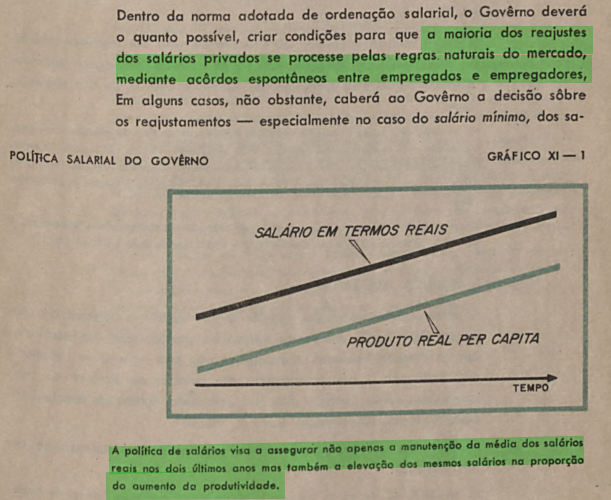 Dentro da norma adotada de ordenação salarial, o Govêrno deverá
o quanto possível, criar condições para que a maioria dos reajustes
dos salários privados se processe pelas regras naturais do mercado,
mediante acôrdos espontâneos entre empregados e empregadores,
Em alguns casos, não obstante, caberá ao Govêrno a decisão sôbre
os reajustamentos — especialmente no caso do salário mínimo, dos sa-
POLÍTICA SALARIAL DO GOVÊRNO
GRÁFICO XI — 1
SALÁRIO EM TERMOS REAIS
PRODUTO REAL PER CAPITA
TEMPO
A política de salários visa a assegurar não apenas a manutenção da média dos salários
reais nos dois últimos anos mas também a elevação dos mesmos salários na proporção
do aumento da produtividade.